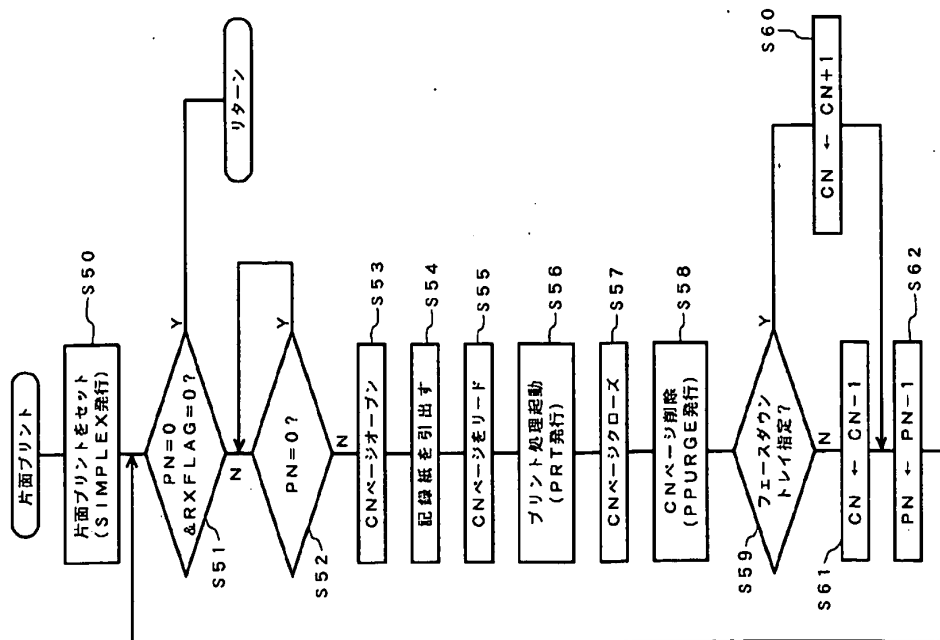 片面プリント
片面プリントをセット
(SIMPLEX発行)
S50
PN=0
&RXFLAG=0?
Y
N
S51
リターン
PN=0?
Y
N
S52
CNページオープン
S53
記録紙を引出す
S54
CNページをリード
S55
プリント処理起動
(PRT発行)
S56
CNページクローズ
S57
CNページ削除
(PPURGE発行)
S58
フェースダウン
トレイ指定?
Y
N
S59
CN ← CN+1
S60
CN ← CN-1
S61
PN ← PN-1
S62